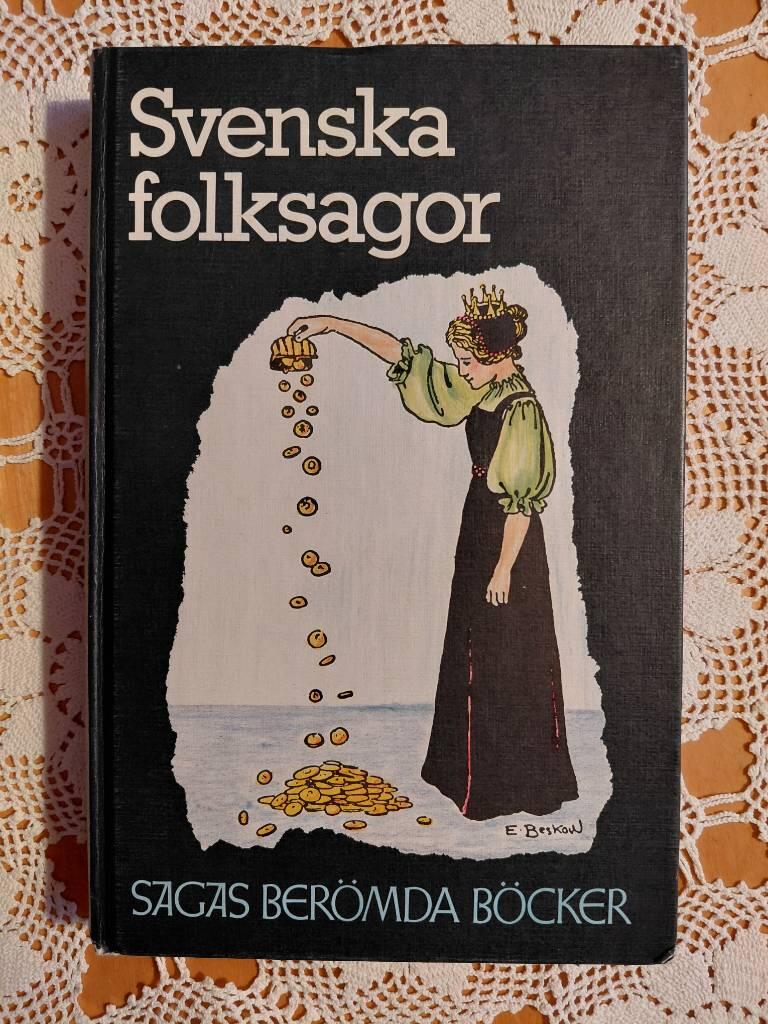 Svenska
folksagor
E. Beskow
SAGAS BERÖMDA BÖCKER